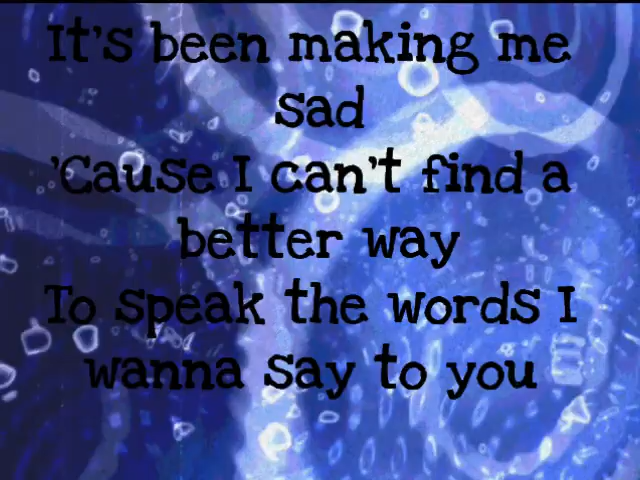 It's been making me
sad
'Cause I can't find a
better way
To speak the words I
wanna say to you